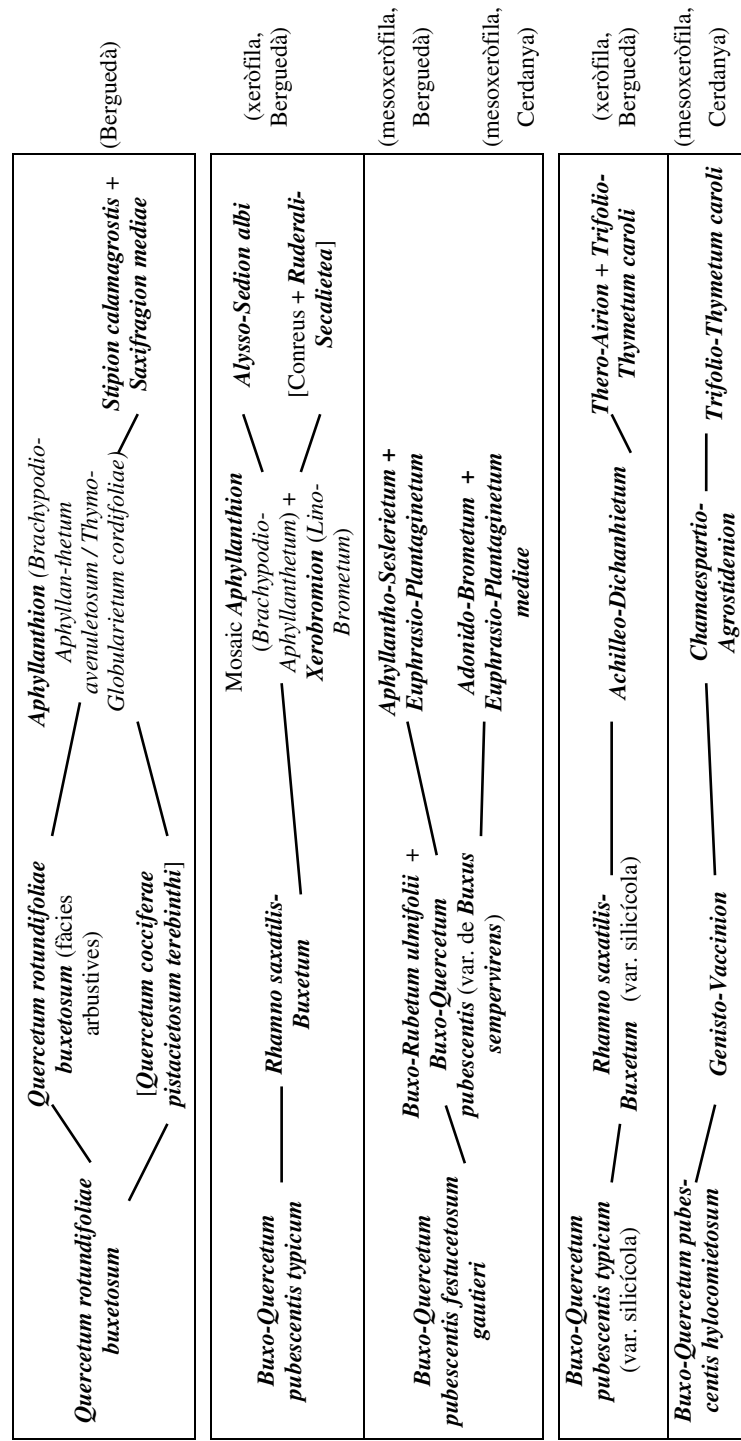 Quercetum rotundifoliae
buxetosum
Quercetum rotundifoliae
buxetosum (fàcies
arbustives)
[Quercetum cocciferae
pistacietosum terebinthi]
Aphyllanthion (Brachypodio-
Aphyllan-thetum
avenuletosum / Thymo-
Globularietum cordifoliae)
Stipion calamagrostis +
Saxifragion mediae
(Berguedà)
Buxo-Quercetum
pubescentis typicum
Rhamno saxatilis-
Buxetum
Mosaic Aphyllanthion
(Brachypodio-
Aphyllanthetum) +
Xerobromion (Lino-
Brometum)
Alysso-Sedion albi
[Conreus + Ruderali-
Secalietea]
(xeròfila,
Berguedà)
Buxo-Quercetum
pubescentis festucetosum
gautieri
Buxo-Rubetum ulmifolii +
Buxo-Quercetum
pubescentis (var. de Buxus
sempervirens)
Aphyllantho-Seslerietum +
Euphrasio-Plantaginetum
Adonido-Brometum +
Euphrasio-Plantaginetum
mediae
(mesoxeròfila,
Berguedà)
(mesoxeròfila,
Cerdanya)
Buxo-Quercetum
pubescentis typicum
(var. silicícola)
Rhamno saxatilis-
Buxetum (var. silicícola)
Achilleo-Dichanhietum
Thero-Airion + Trifolio-
Thymetum caroli
(xeròfila,
Berguedà)
Buxo-Quercetum pubes-
centis hylocomietosum
Genisto-Vaccinion
Chamaespartio-
Agrostidenion
Trifolio-Thymetum caroli
(mesoxeròfila,
Cerdanya)